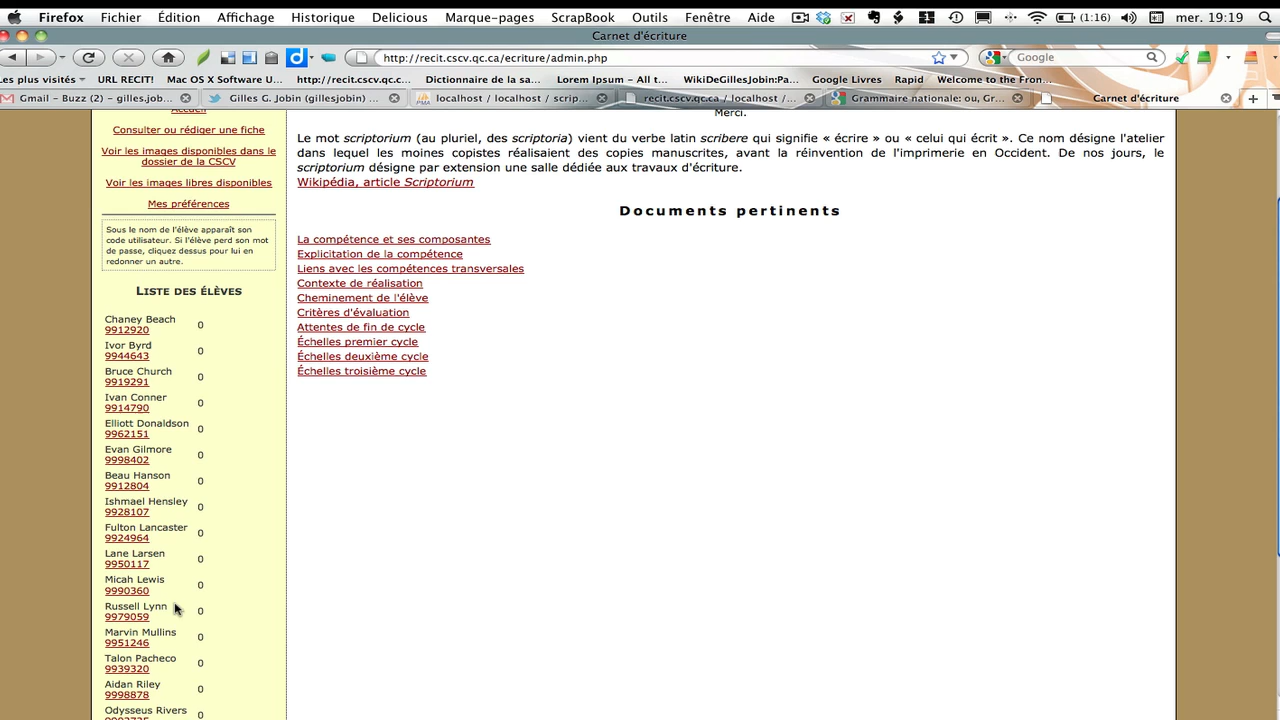 Firefox Fichier Édition Affichage Historique Delicious Marque-pages ScrapBook Outils Fenêtre Aide (1:16) mer. 19:19
Carnet d'écriture
http://recit.cscv.qc.ca/ecriture/admin.php Google
Les plus visités URL RECIT! Mac OS X Software U... http://recit.cscv.qc.c... Dictionnaire de la sa... Lorem Ipsum - All t... WikiDeGillesJobin:Pa... Google Livres Rapid Welcome to the Fron...
Gmail - Buzz (2) - gilles.job... Gilles G. Jobin (gillesjobin) ... localhost / localhost / scrip... recit.cscv.qc.ca / localhost / ... Grammaire nationale: ou, Gr... Carnet d'écriture
Accueil
Consulter ou rédiger une fiche
Voir les images disponibles dans le
dossier de la CSCV
Voir les images libres disponibles
Mes préférences
Sous le nom de l'élève apparaît son
code utilisateur. Si l'élève perd son mot
de passe, cliquez dessus pour lui en
redonner un autre.
LISTE DES ÉLÈVES
Chaney Beach
9912920 0
Ivor Byrd
9944643 0
Bruce Church
9919291 0
Ivan Conner
9914790 0
Elliott Donaldson
9962151 0
Evan Gilmore
9998402 0
Beau Hanson
9912804 0
Ishmael Hensley
9928107 0
Fulton Lancaster
9924964 0
Lane Larsen
9950117 0
Micah Lewis
9990360 0
Russell Lynn
9979059 0
Marvin Mullins
9951246 0
Talon Pacheco
9939320 0
Aidan Riley
9998878 0
Odysseus Rivers
0
Merci.
Le mot scriptorium (au pluriel, des scriptoria) vient du verbe latin scribere qui signifie « écrire » ou « celui qui écrit ». Ce nom désigne l'atelier
dans lequel les moines copistes réalisaient des copies manuscrites, avant la réinvention de l'imprimerie en Occident. De nos jours, le
scriptorium désigne par extension une salle dédiée aux travaux d'écriture.
Wikipédia, article Scriptorium
Documents pertinents
La compétence et ses composantes
Explicitation de la compétence
Liens avec les compétences transversales
Contexte de réalisation
Cheminement de l'élève
Critères d'évaluation
Attentes de fin de cycle
Échelles premier cycle
Échelles deuxième cycle
Échelles troisième cycle